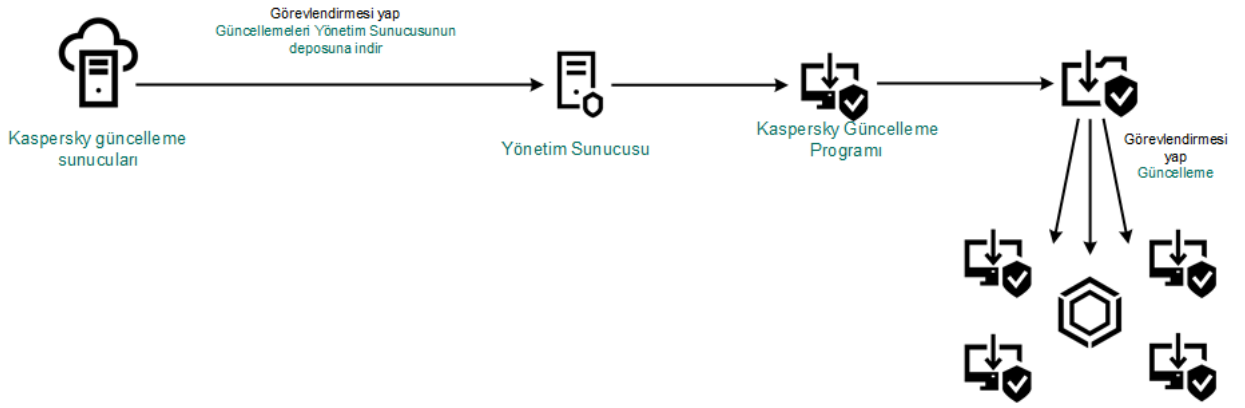 Görevlendirmesi yap
Güncellemeleri Yönetim Sunucusunun
deposuna indir
Kaspersky güncelleme
sunucuları
Yönetim Sunucusu
Kaspersky Güncelleme
Programı
Görevlendirmesi
yap
Güncelleme